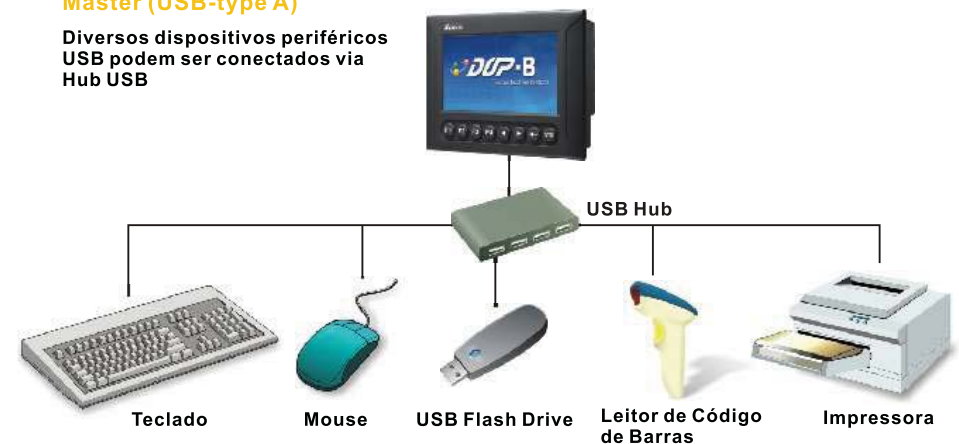 Master (USB-type A)
Diversos dispositivos periféricos
USB podem ser conectados via
Hub USB
DOP-B
USB Hub
Teclado
Mouse
USB Flash Drive
Leitor de Código
de Barras
Impressora